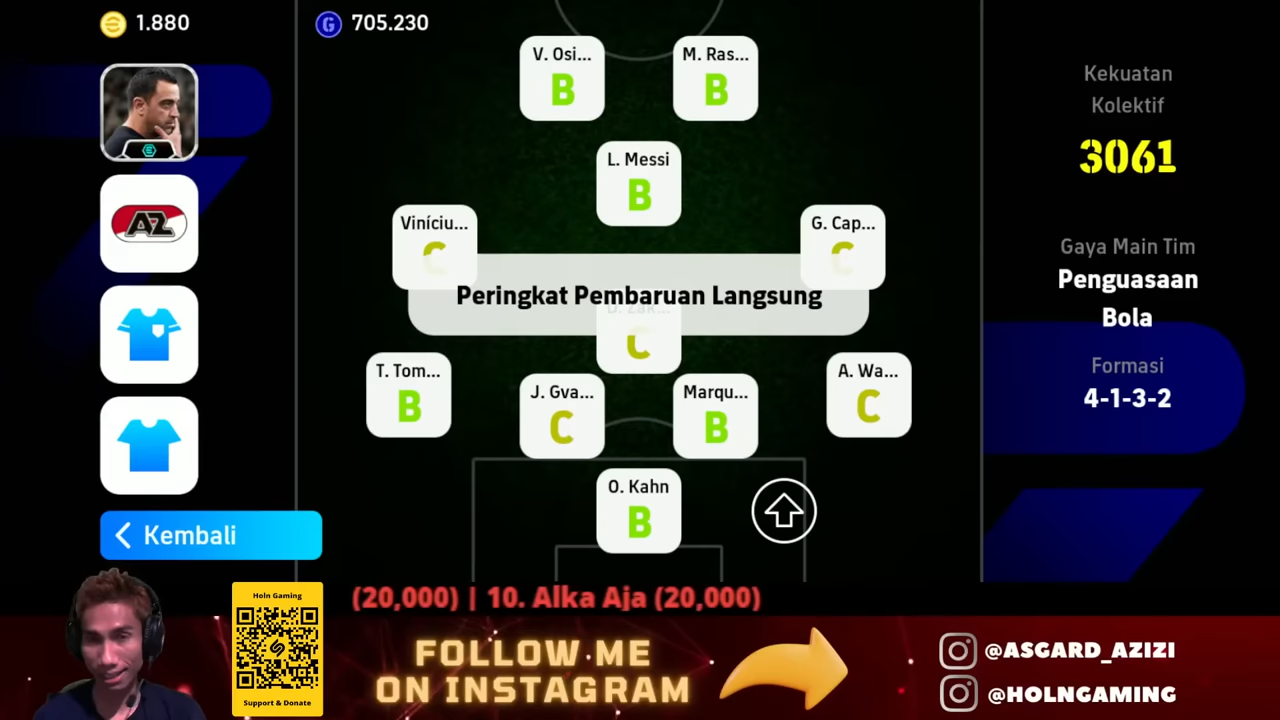 1.880
705.230
V. Osi...
B
M. Ras...
B
L. Messi
B
Viníciu...
C
G. Cap...
C
Peringkat Pembaruan Langsung
C
T. Tom...
B
J. Gva...
C
Marqu...
B
A. Wa...
C
O. Kahn
B
AZ
Kembali
Kekuatan
Kolektif
3061
Gaya Main Tim
Penguasaan
Bola
Formasi
4-1-3-2
(20,000) | 10. Alka Aja (20,000)
Holn Gaming
Support & Donate
FOLLOW ME
ON INSTAGRAM
@ASGARD_AZIZI
@HOLNGAMING